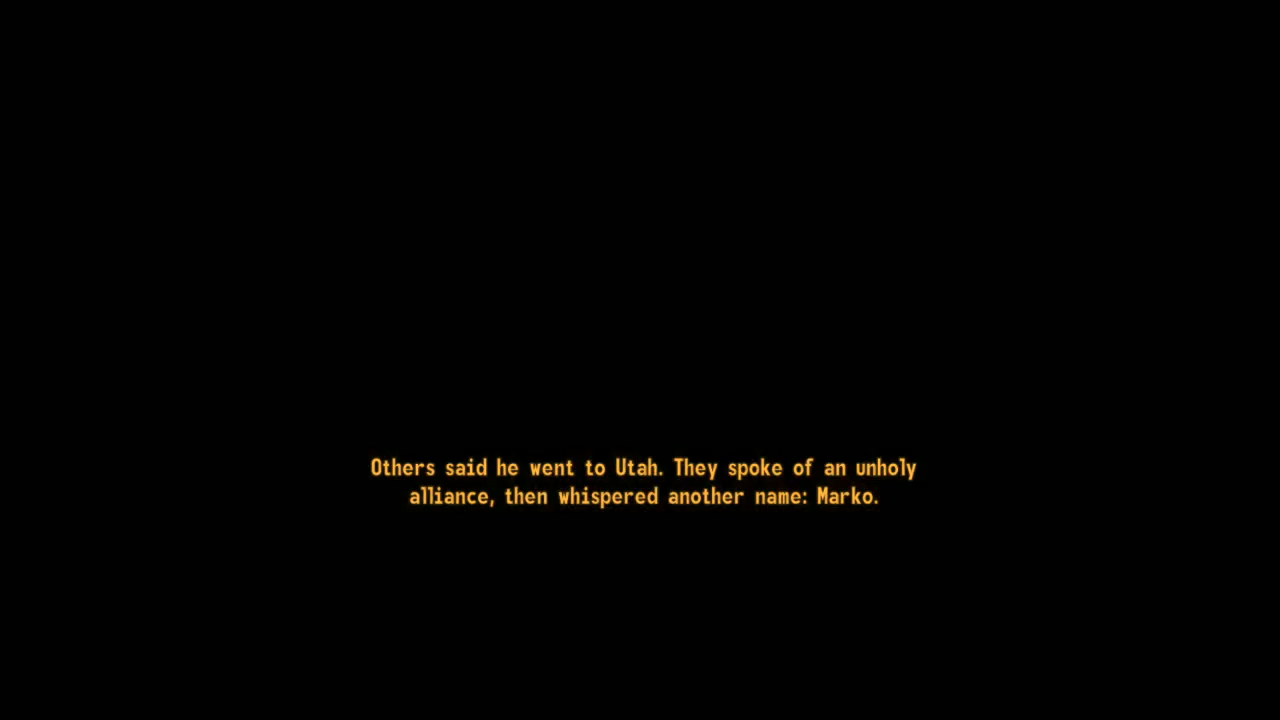 Others said he went to Utah. They spoke of an unholy
alliance, then whispered another name: Marko.